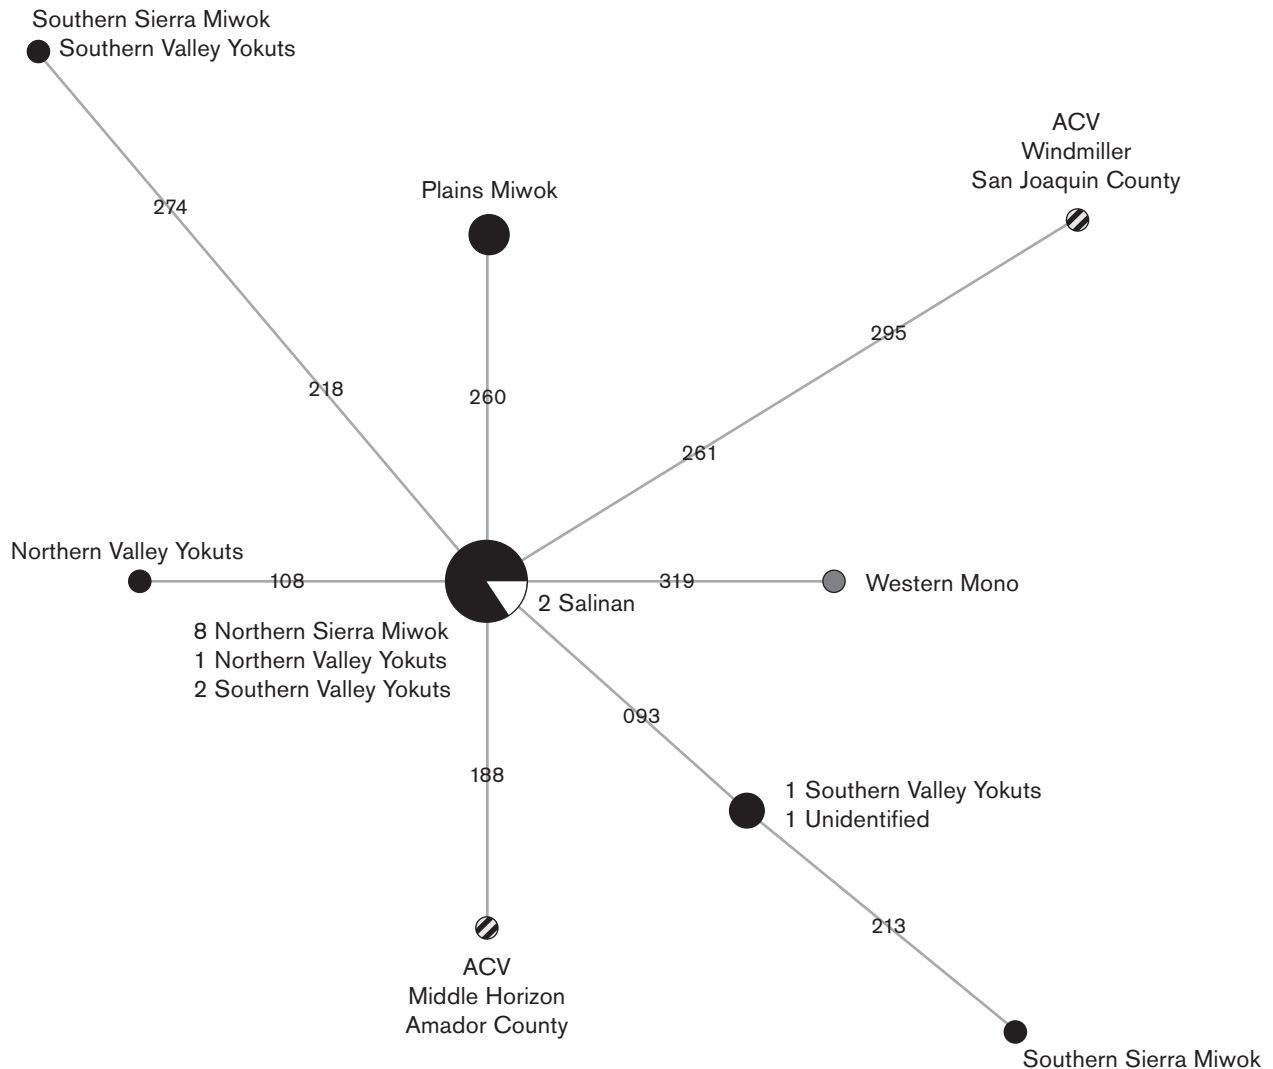 Southern Sierra Miwok
Southern Valley Yokuts
ACV
Windmiller
San Joaquin County
Plains Miwok
274
295
218
260
261
Northern Valley Yokuts
108
319
Western Mono
2 Salinan
8 Northern Sierra Miwok
1 Northern Valley Yokuts
2 Southern Valley Yokuts
093
188
1 Southern Valley Yokuts
1 Unidentified
213
ACV
Middle Horizon
Amador County
Southern Sierra Miwok